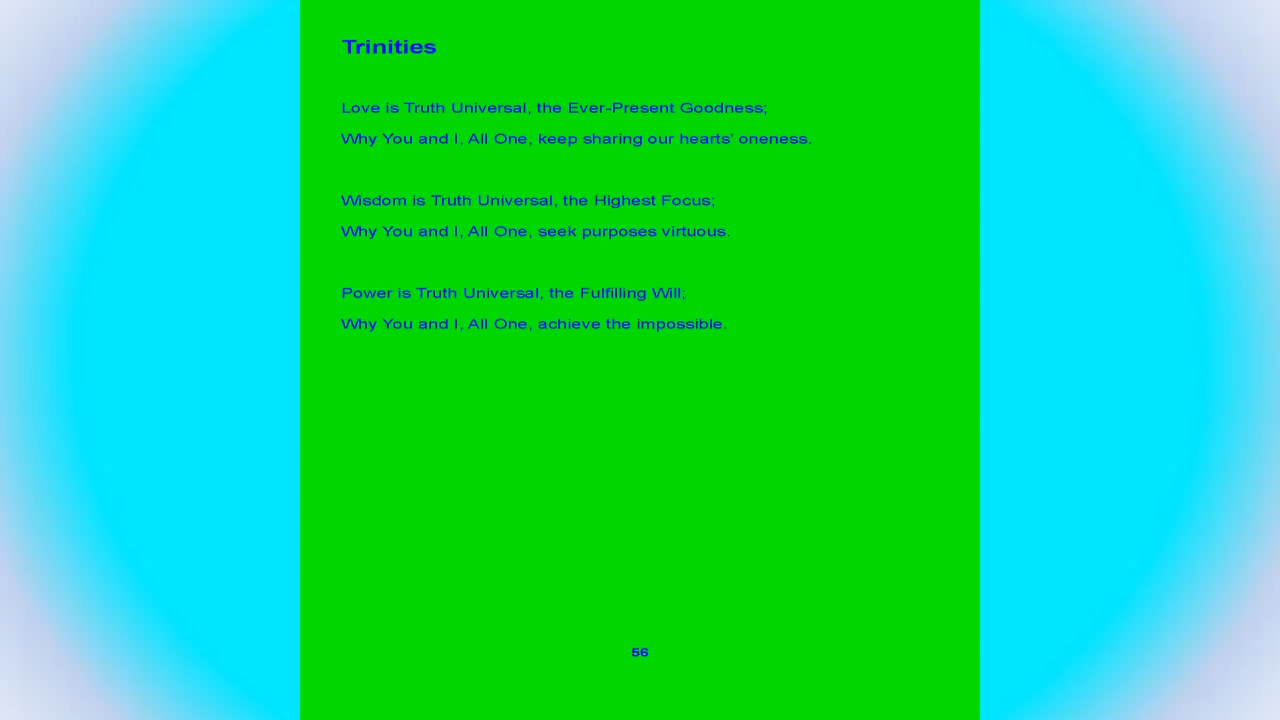 Trinities
Love is Truth Universal, the Ever-Present Goodness;
Why You and I, All One, keep sharing our hearts' oneness.
Wisdom is Truth Universal, the Highest Focus;
Why You and I, All One, seek purposes virtuous.
Power is Truth Universal, the Fulfilling Will;
Why You and I, All One, achieve the impossible.
56